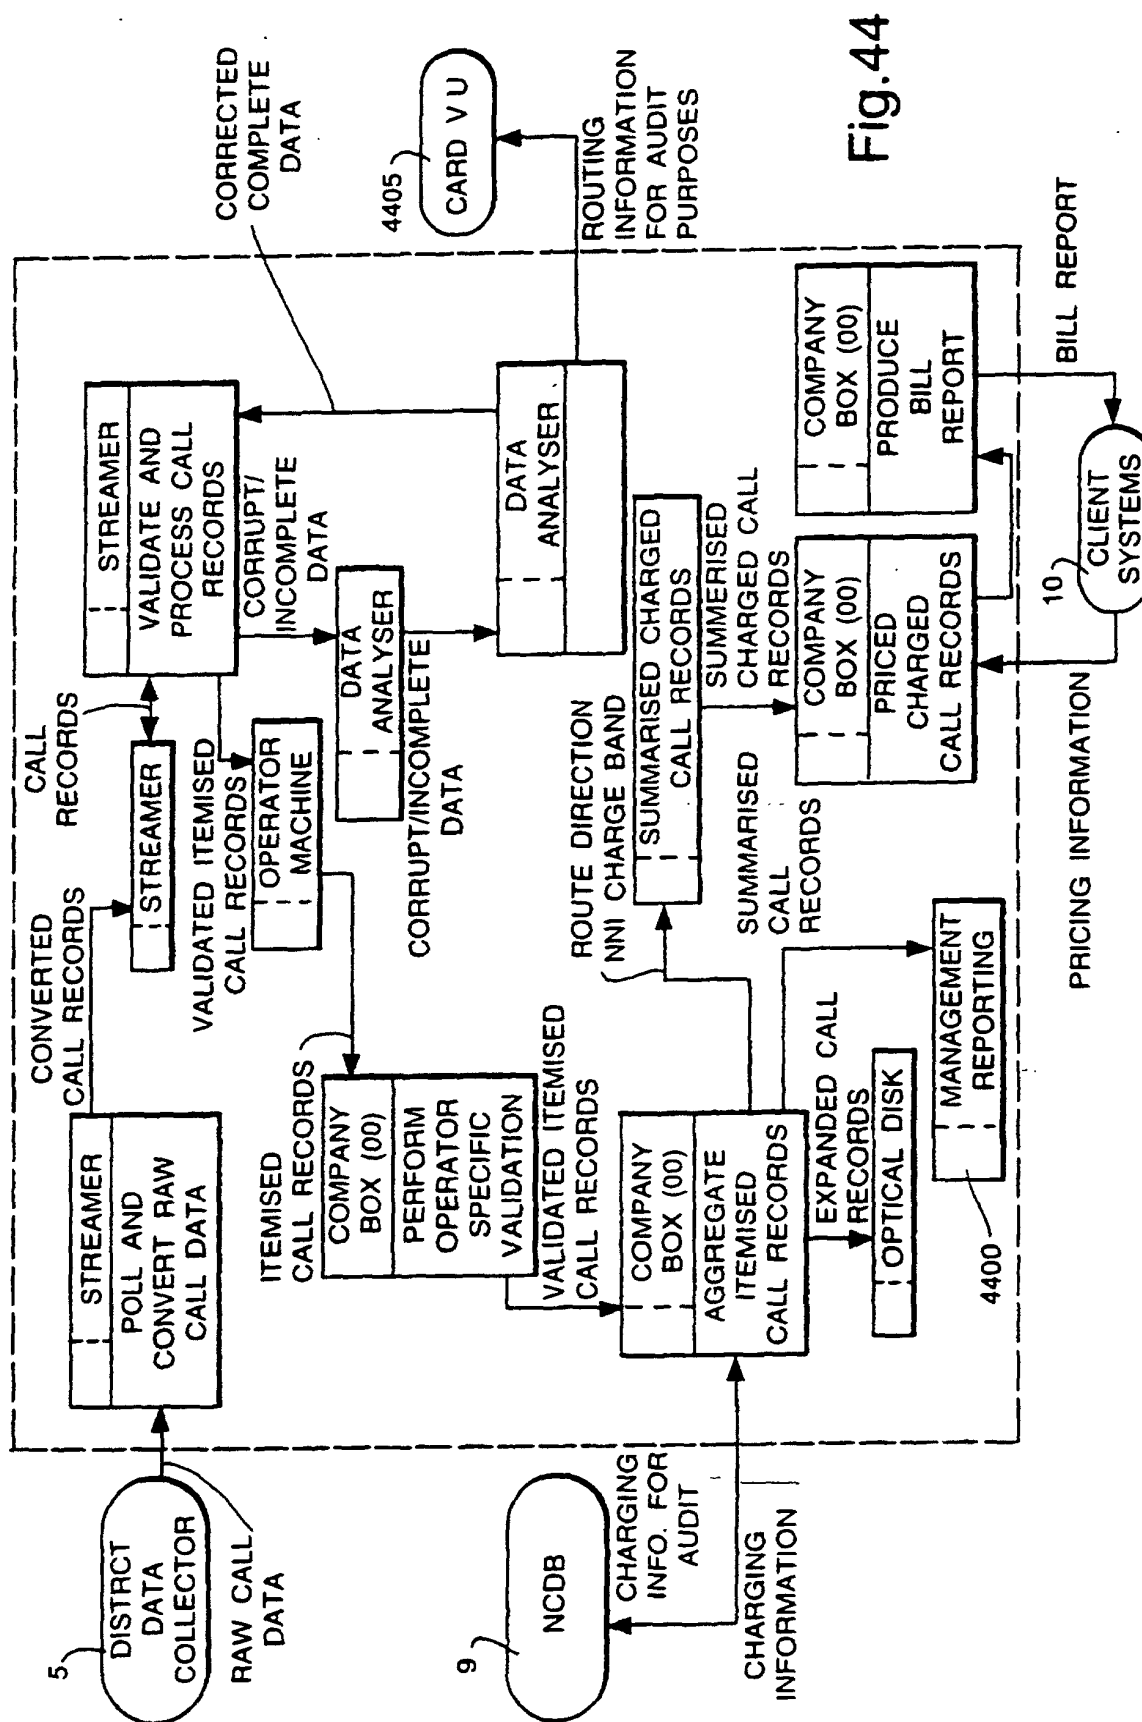 5
DISTRCT
DATA
COLLECTOR
RAW CALL
DATA
STREAMER
POLL AND
CONVERT RAW
CALL DATA
CONVERTED
CALL RECORDS
STREAMER
CALL
RECORDS
STREAMER
VALIDATE AND
PROCESS CALL
RECORDS
CORRECTED
COMPLETE
DATA
VALIDATED ITEMISED
CALL RECORDS
OPERATOR
MACHINE
CORRUPT/
INCOMPLETE
DATA
DATA
ANALYSER
CORRUPT/INCOMPLETE
DATA
DATA
ANALYSER
4405
CARD V U
ROUTING
INFORMATION
FOR AUDIT
PURPOSES
ITEMISED
CALL RECORDS
COMPANY
BOX (00)
PERFORM
OPERATOR
SPECIFIC
VALIDATION
VALIDATED ITEMISED
CALL RECORDS
9
NCDB
CHARGING
INFO. FOR
AUDIT
CHARGING
INFORMATION
COMPANY
BOX (00)
AGGREGATE
ITEMISED
CALL RECORDS
ROUTE DIRECTION
NNI CHARGE BAND
SUMMARISED CHARGED
CALL RECORDS
SUMMERISED
CHARGED CALL
RECORDS
SUMMARISED
CALL
RECORDS
EXPANDED CALL
RECORDS
OPTICAL DISK
4400
MANAGEMENT
REPORTING
COMPANY
BOX (00)
PRICED
CHARGED
CALL RECORDS
COMPANY
BOX (00)
PRODUCE
BILL
REPORT
PRICING INFORMATION
10
CLIENT
SYSTEMS
BILL REPORT
Fig.44